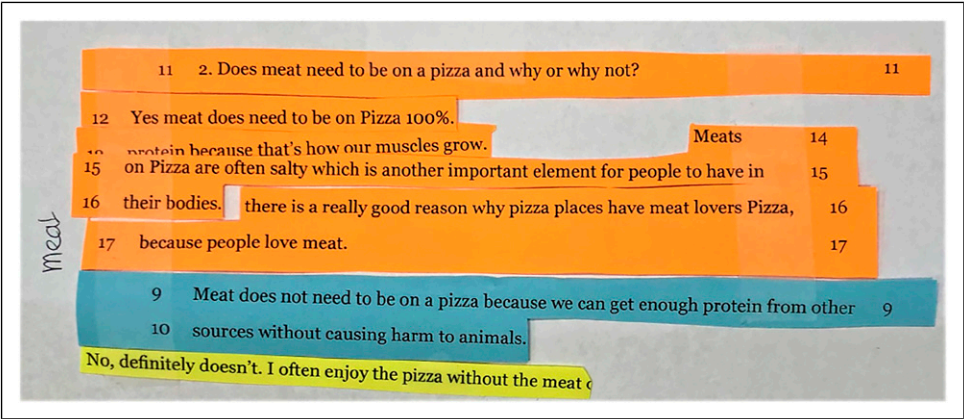 11 2. Does meat need to be on a pizza and why or why not? 11
12 Yes meat does need to be on Pizza 100%.
protein because that's how our muscles grow. Meats 14
15 on Pizza are often salty which is another important element for people to have in 15
16 their bodies. there is a really good reason why pizza places have meat lovers Pizza, 16
17 because people love meat. 17
meat
9 Meat does not need to be on a pizza because we can get enough protein from other 9
10 sources without causing harm to animals.
No, definitely doesn't. I often enjoy the pizza without the meat